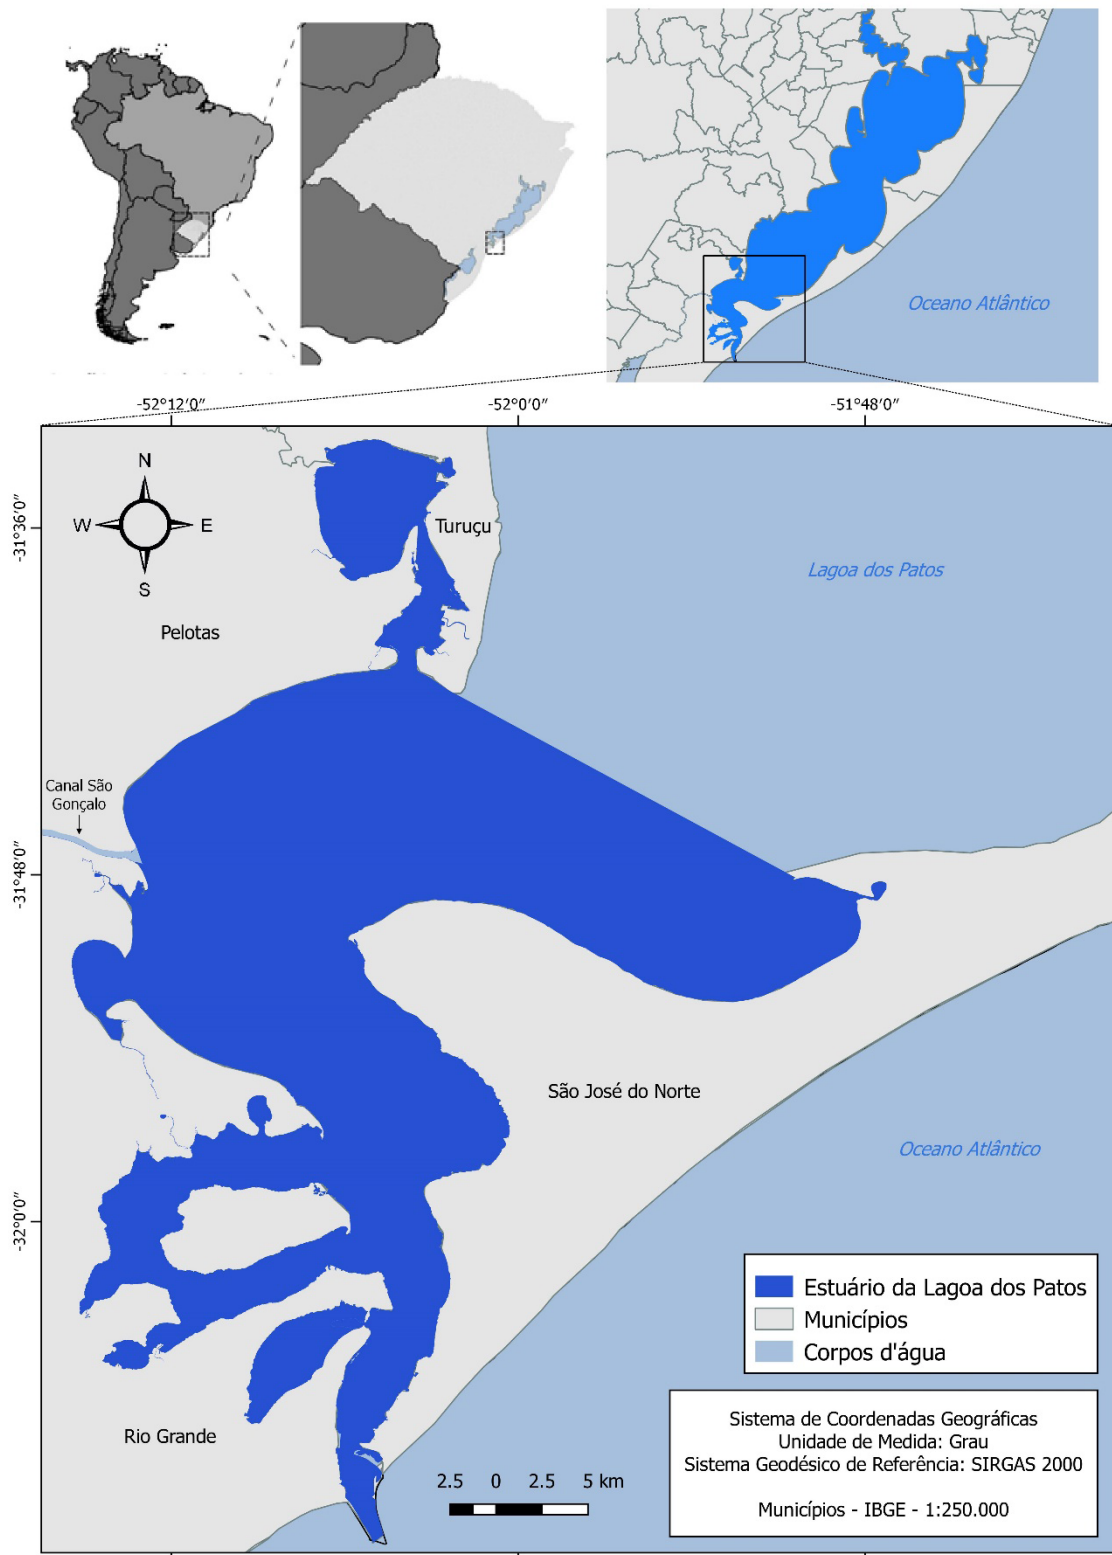 Oceano Atlântico
-52°12'0"
-52°0'0"
-51°48'0"
N
W
E
S
-31°36'0"
Turuçu
Lagoa dos Patos
Pelotas
Canal São
Gonçalo
-31°48'0"
São José do Norte
Oceano Atlântico
-32°0'0"
Estuário da Lagoa dos Patos
Municípios
Corpos d'água
Rio Grande
2.5 0 2.5 5 km
Sistema de Coordenadas Geográficas
Unidade de Medida: Grau
Sistema Geodésico de Referência: SIRGAS 2000
Municípios - IBGE - 1:250.000